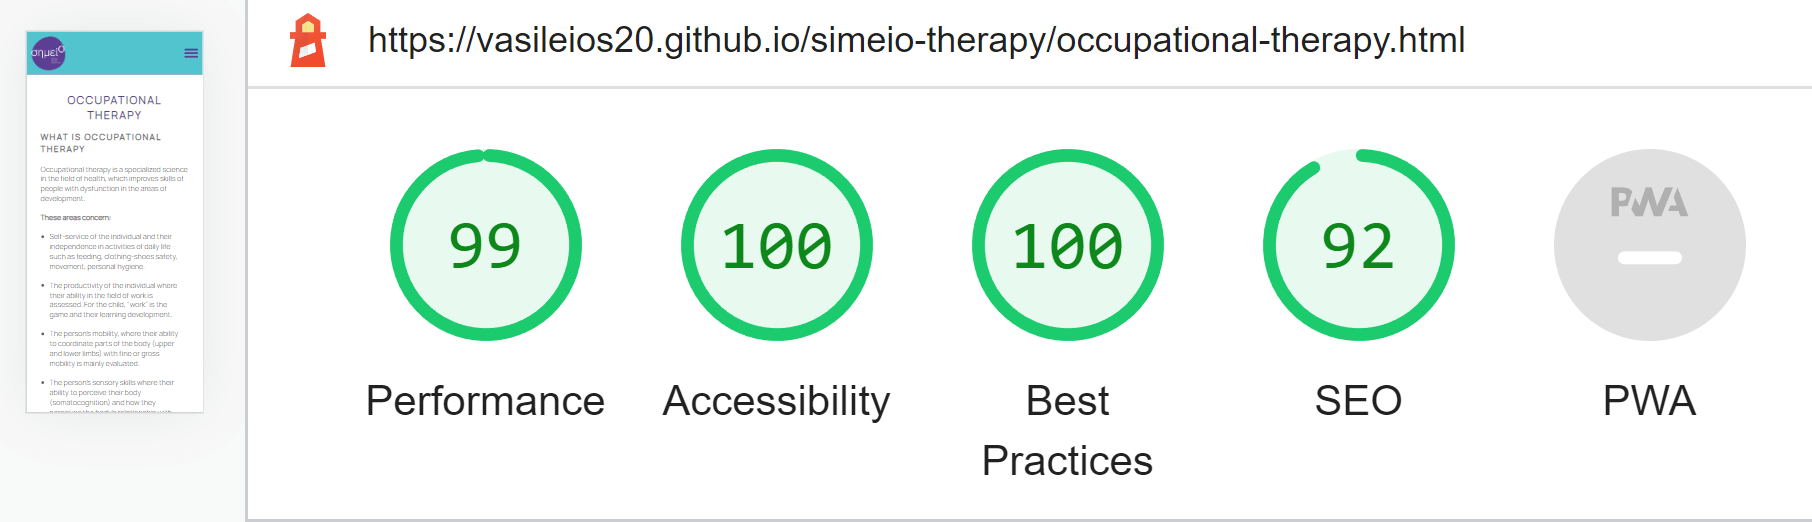 σημείο
OCCUPATIONAL
THERAPY
WHAT IS OCCUPATIONAL
THERAPY
Occupational therapy is a specialized science
in the field of health, which improves skills of
people with dysfunction in the areas of
development.
These areas concern:
• Self-service of the individual and their
independence in activities of daily life
such as feeding, clothing-shoes safety,
movement, personal hygiene.
• The productivity of the individual where
their ability in the field of work is
assessed. For the child, "work" is the
game and their learning development.
• The person's mobility, where their ability
to coordinate parts of the body (upper
and lower limbs) with fine or gross
mobility is mainly evaluated.
• The person's sensory skills where their
ability to perceive their body
(somatocognition) and how they
https://vasileios20.github.io/simeio-therapy/occupational-therapy.html
99
100
100
92
PWA
Performance
Accessibility
Best
Practices
SEO
PWA